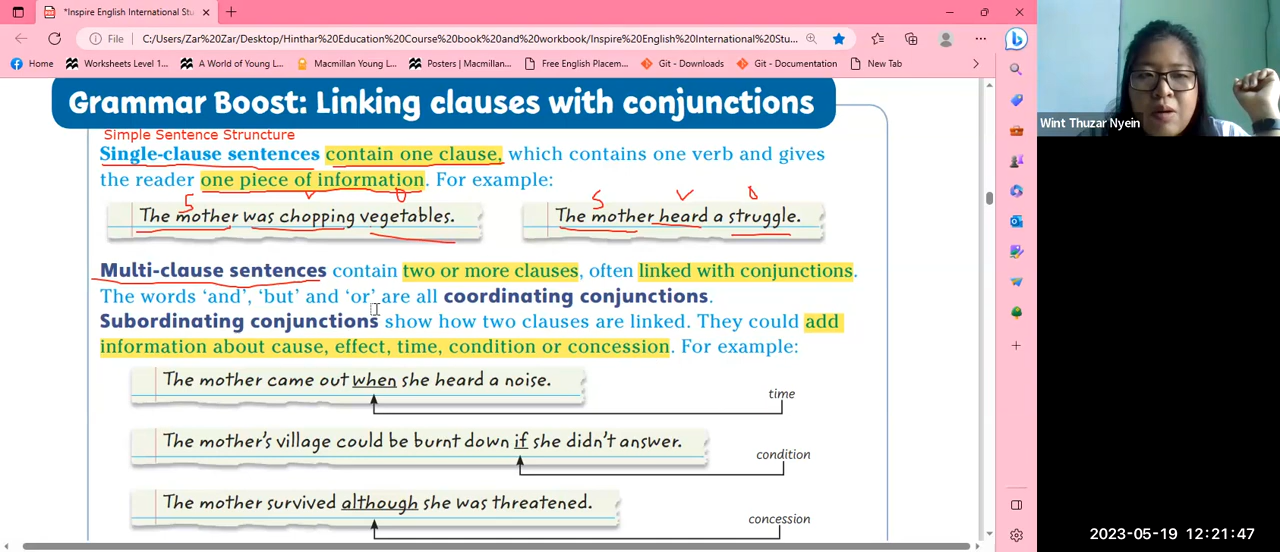 *Inspire English International Stu
File
C:/Users/Zar%20Zar/Desktop/Hinthar%20Education%20Course%20book%20and%20workbook/Inspire%20English%20International%20Stu...
Home
Worksheets Level 1...
A World of Young L...
Macmillan Young L...
Posters | Macmillan...
Free English Placem...
Git - Downloads
Git - Documentation
New Tab
Wint Thuzar Nyein
Grammar Boost: Linking clauses with conjunctions
Simple Sentence Strcture
Single-clause sentences contain one clause, which contains one verb and gives
the reader one piece of information. For example:
S V O
The mother was chopping vegetables.
S V O
The mother heard a struggle.
Multi-clause sentences contain two or more clauses, often linked with conjunctions.
The words ‘and’, ‘but’ and ‘or’ are all coordinating conjunctions.
Subordinating conjunctions show how two clauses are linked. They could add
information about cause, effect, time, condition or concession. For example:
The mother came out when she heard a noise.
time
The mother's village could be burnt down if she didn't answer.
condition
The mother survived although she was threatened.
concession
2023-05-19 12:21:47